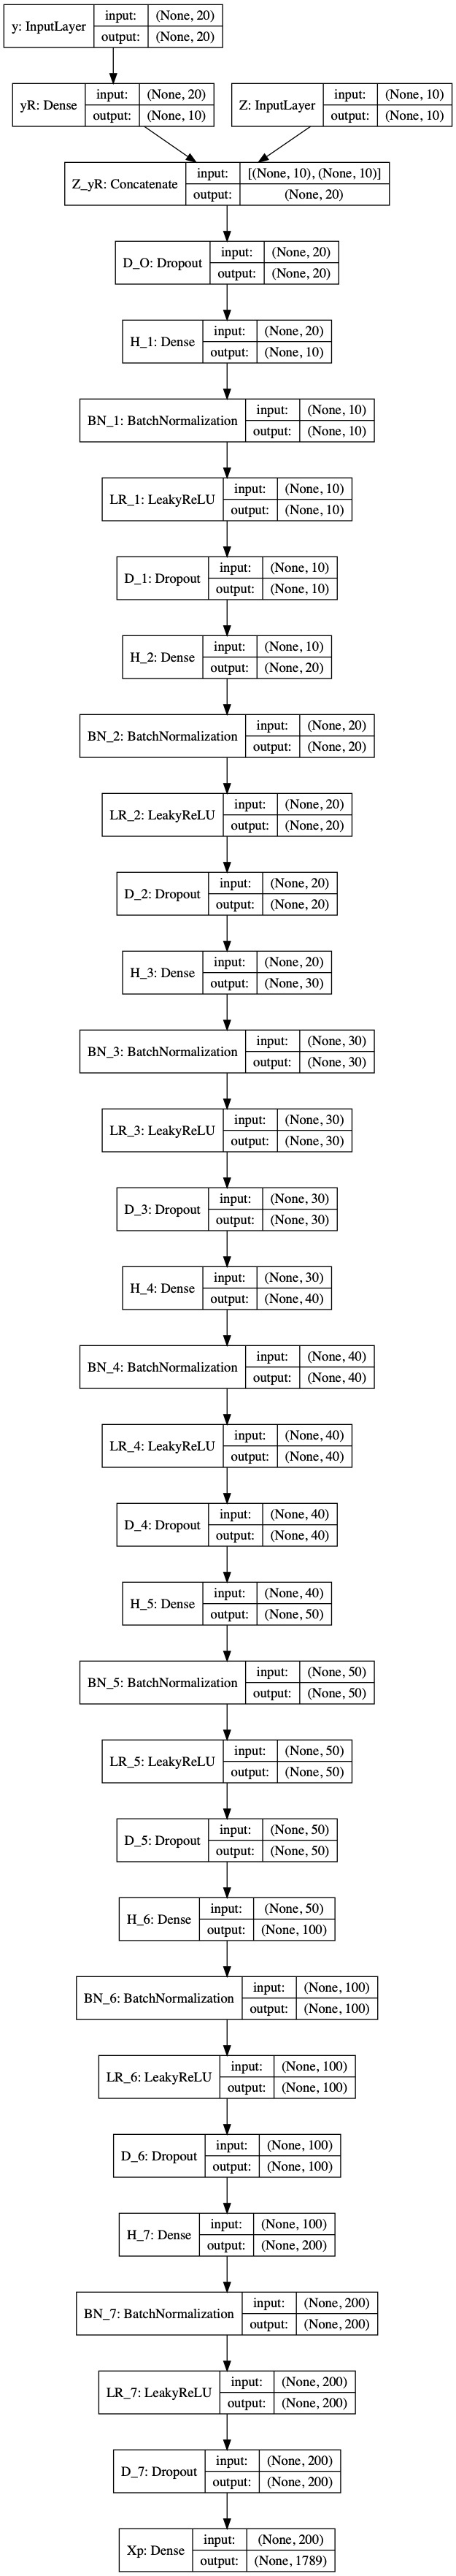 y: InputLayer
input: (None, 20)
output: (None, 20)
yR: Dense
input: (None, 20)
output: (None, 10)
Z: InputLayer
input: (None, 10)
output: (None, 10)
Z_yR: Concatenate
input: [(None, 10), (None, 10)]
output: (None, 20)
D_O: Dropout
input: (None, 20)
output: (None, 20)
H_1: Dense
input: (None, 20)
output: (None, 10)
BN_1: BatchNormalization
input: (None, 10)
output: (None, 10)
LR_1: LeakyReLU
input: (None, 10)
output: (None, 10)
D_1: Dropout
input: (None, 10)
output: (None, 10)
H_2: Dense
input: (None, 10)
output: (None, 20)
BN_2: BatchNormalization
input: (None, 20)
output: (None, 20)
LR_2: LeakyReLU
input: (None, 20)
output: (None, 20)
D_2: Dropout
input: (None, 20)
output: (None, 20)
H_3: Dense
input: (None, 20)
output: (None, 30)
BN_3: BatchNormalization
input: (None, 30)
output: (None, 30)
LR_3: LeakyReLU
input: (None, 30)
output: (None, 30)
D_3: Dropout
input: (None, 30)
output: (None, 30)
H_4: Dense
input: (None, 30)
output: (None, 40)
BN_4: BatchNormalization
input: (None, 40)
output: (None, 40)
LR_4: LeakyReLU
input: (None, 40)
output: (None, 40)
D_4: Dropout
input: (None, 40)
output: (None, 40)
H_5: Dense
input: (None, 40)
output: (None, 50)
BN_5: BatchNormalization
input: (None, 50)
output: (None, 50)
LR_5: LeakyReLU
input: (None, 50)
output: (None, 50)
D_5: Dropout
input: (None, 50)
output: (None, 50)
H_6: Dense
input: (None, 50)
output: (None, 100)
BN_6: BatchNormalization
input: (None, 100)
output: (None, 100)
LR_6: LeakyReLU
input: (None, 100)
output: (None, 100)
D_6: Dropout
input: (None, 100)
output: (None, 100)
H_7: Dense
input: (None, 100)
output: (None, 200)
BN_7: BatchNormalization
input: (None, 200)
output: (None, 200)
LR_7: LeakyReLU
input: (None, 200)
output: (None, 200)
D_7: Dropout
input: (None, 200)
output: (None, 200)
Xp: Dense
input: (None, 200)
output: (None, 1789)